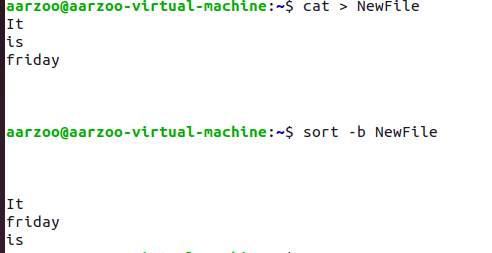 aarzoo@aarzoo-virtual-machine:~$ cat > NewFile
It
is
friday
aarzoo@aarzoo-virtual-machine:~$ sort -b NewFile
It
friday
is